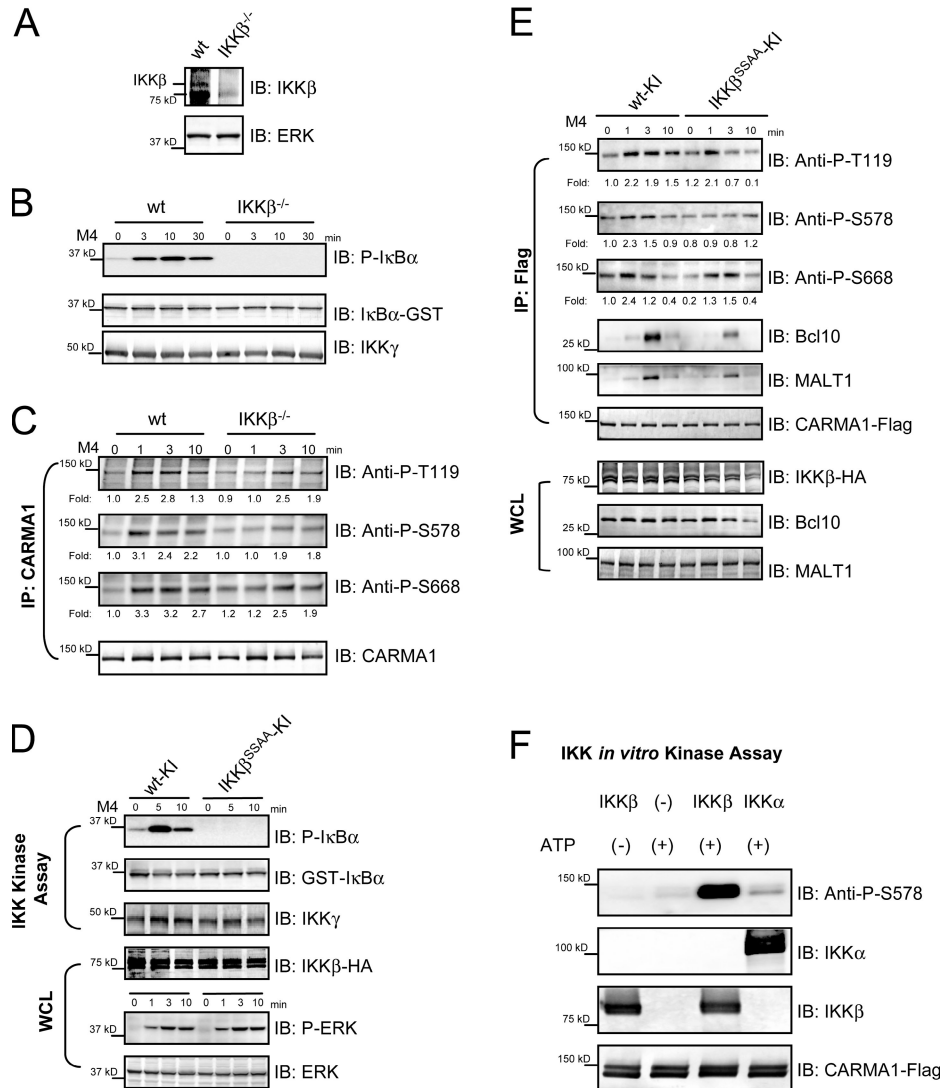 A
wt IKKβ-/-
IKKβ
75 kD
IB: IKKβ
37 kD
IB: ERK
B
wt IKKβ-/-
M4 0 3 10 30 0 3 10 30 min
37 kD IB: P-IκBα
37 kD IB: IκBα-GST
50 kD IB: IKKγ
C
wt IKKβ-/-
M4 0 1 3 10 0 1 3 10 min
IP: CARMA1
150 kD IB: Anti-P-T119
Fold: 1.0 2.5 2.8 1.3 0.9 1.0 2.5 1.9
150 kD IB: Anti-P-S578
Fold: 1.0 3.1 2.4 2.2 1.0 1.0 1.9 1.8
150 kD IB: Anti-P-S668
Fold: 1.0 3.3 3.2 2.7 1.2 1.2 2.5 1.9
150 kD IB: CARMA1
D
wt-KI IKKβSSAA-KI
M4 0 5 10 0 5 10 min
IKK Kinase Assay
37 kD IB: P-IκBα
37 kD IB: GST-IκBα
50 kD IB: IKKγ
WCL
75 kD IB: IKKβ-HA
0 1 3 10 0 1 3 10 min
37 kD IB: P-ERK
37 kD IB: ERK
E
wt-KI IKKβSSAA-KI
M4 0 1 3 10 0 1 3 10 min
IP: Flag
150 kD IB: Anti-P-T119
Fold: 1.0 2.2 1.9 1.5 1.2 2.1 0.7 0.1
150 kD IB: Anti-P-S578
Fold: 1.0 2.3 1.5 0.9 0.8 0.9 0.8 1.2
150 kD IB: Anti-P-S668
Fold: 1.0 2.4 1.2 0.4 0.2 1.3 1.5 0.4
25 kD IB: Bcl10
100 kD IB: MALT1
150 kD IB: CARMA1-Flag
WCL
75 kD IB: IKKβ-HA
25 kD IB: Bcl10
100 kD IB: MALT1
F
IKK in vitro Kinase Assay
IKKβ (-) IKKβ IKKα
ATP (-) (+) (+) (+)
150 kD IB: Anti-P-S578
100 kD IB: IKKα
75 kD IB: IKKβ
150 kD IB: CARMA1-Flag